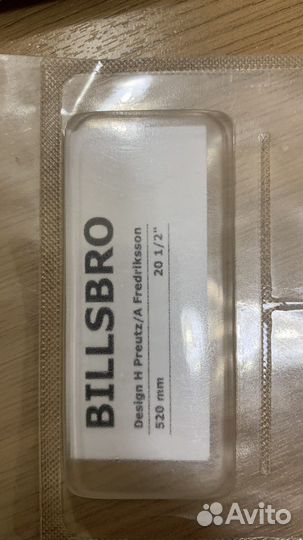 BILLSBRO
Design H Preutz/A Fredriksson
520 mm 20 1/2"
Avito